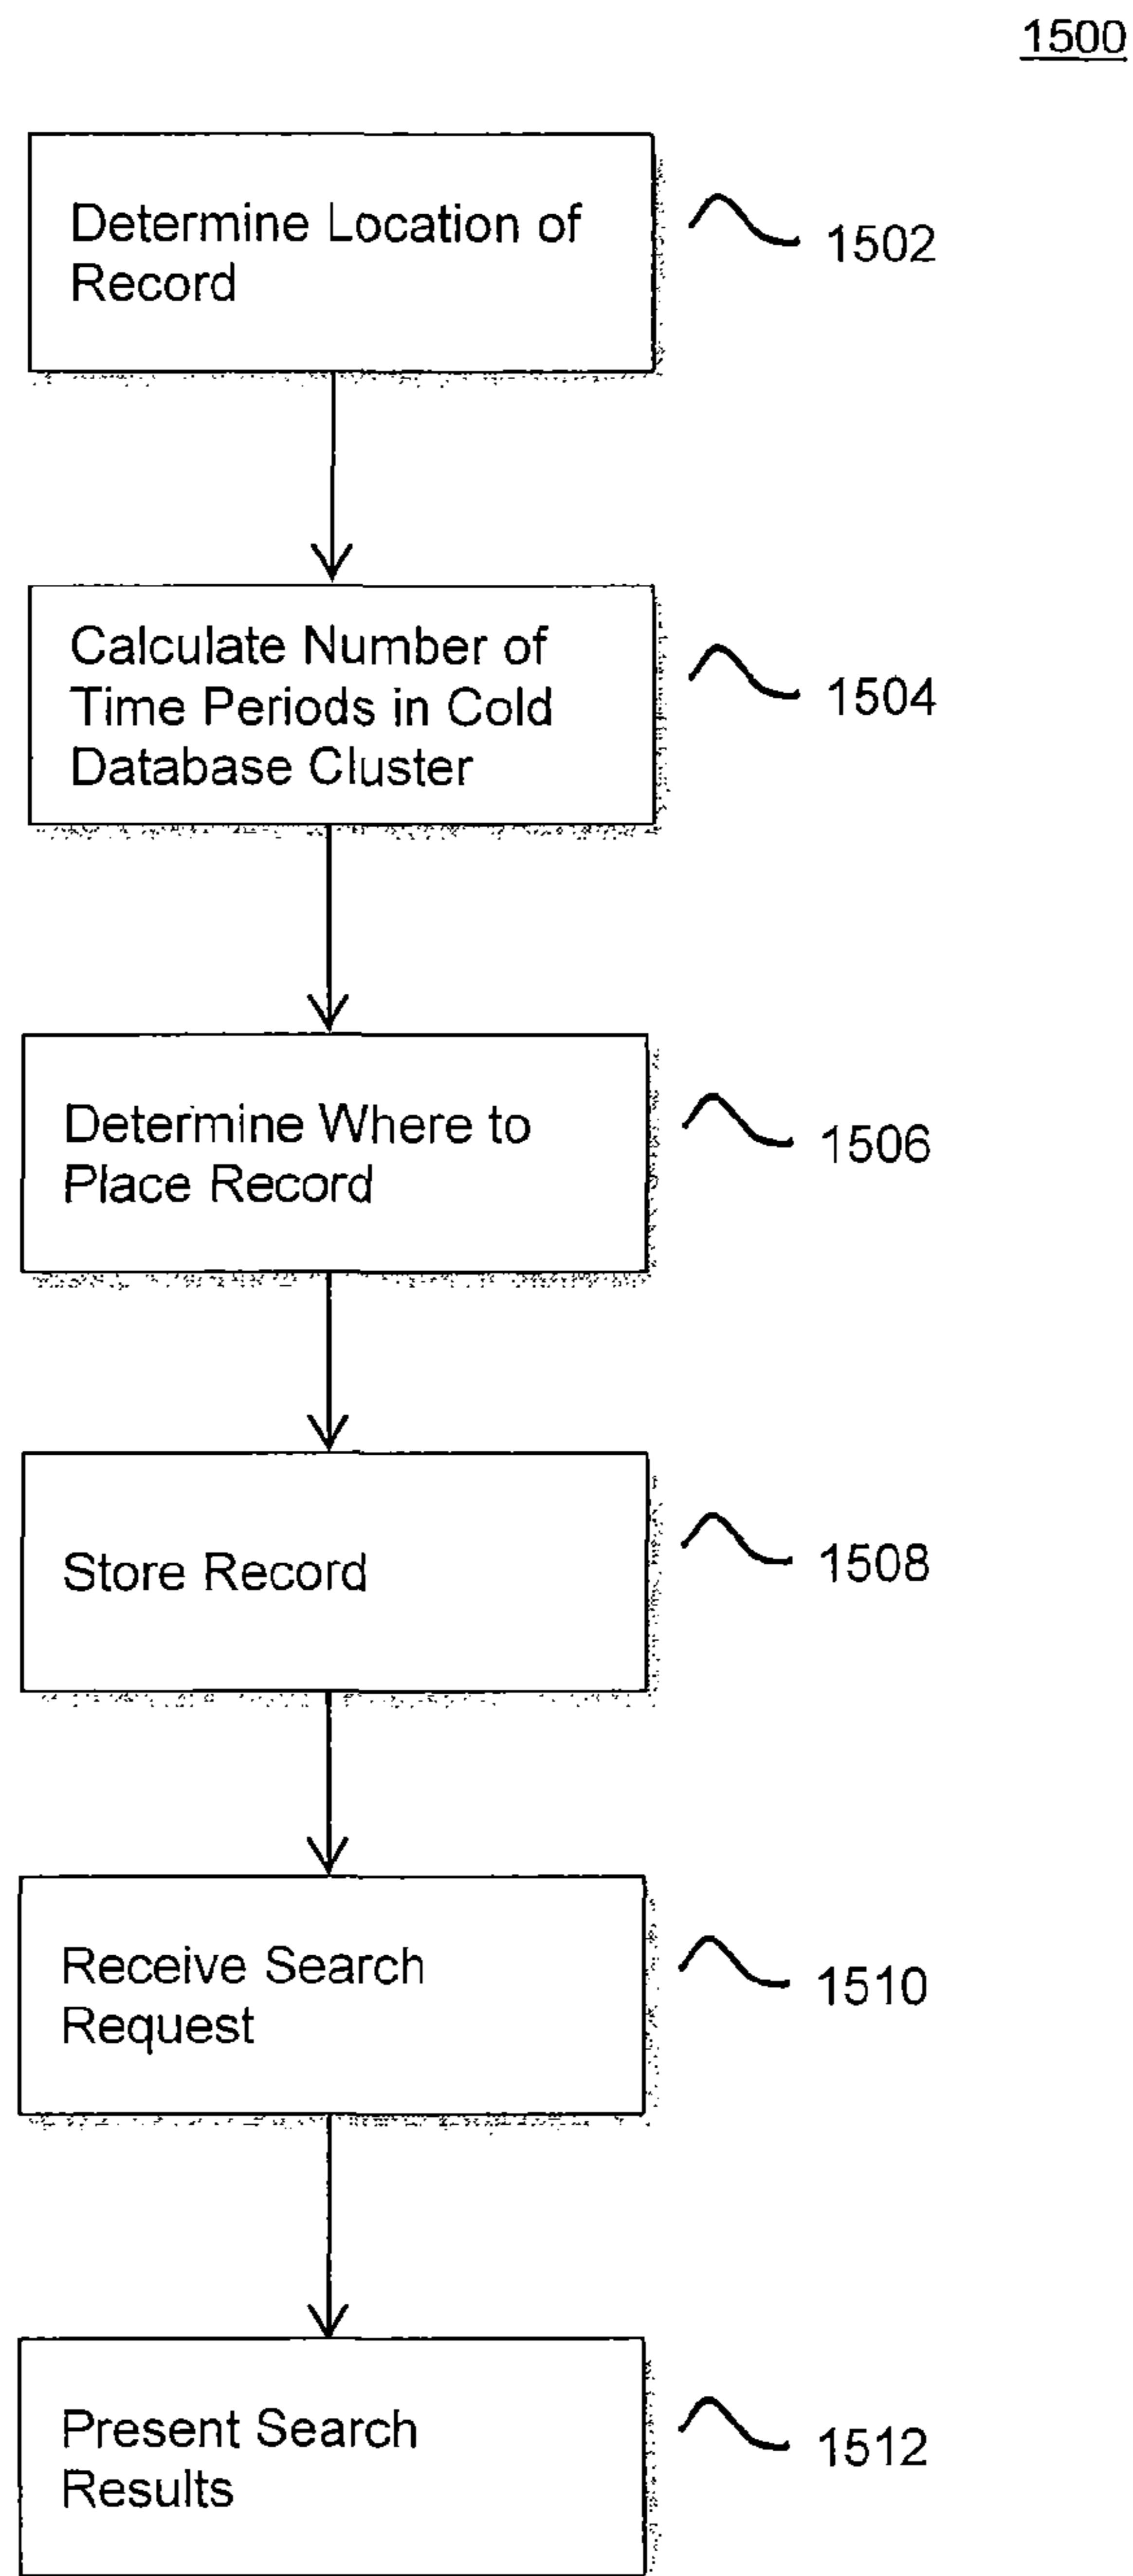 1500
Determine Location of
Record
1502
Calculate Number of
Time Periods in Cold
Database Cluster
1504
Determine Where to
Place Record
1506
Store Record
1508
Receive Search
Request
1510
Present Search
Results
1512